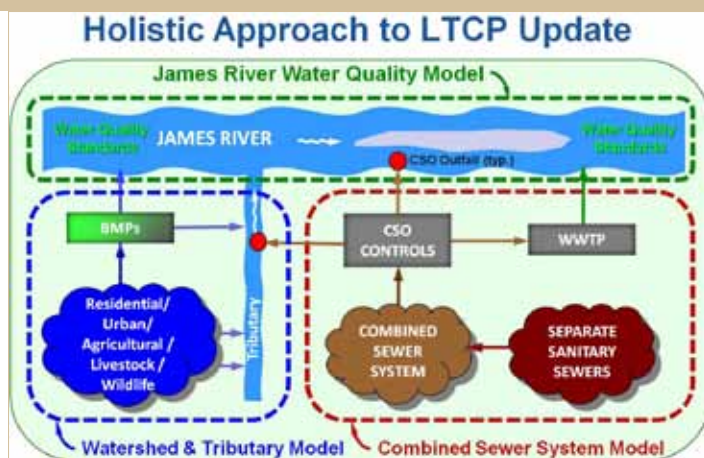 Holistic Approach to LTCP Update
James River Water Quality Model
Water Quality
Standards
JAMES RIVER
Water Quality
Standards
CSO Outfall (typ.)
BMPs
CSO
CONTROLS
WWTP
Residential/
Urban/
Agricultural /
Livestock /
Wildlife
Tributary
COMBINED
SEWER
SYSTEM
SEPARATE
SANITARY
SEWERS
Watershed & Tributary Model
Combined Sewer System Model